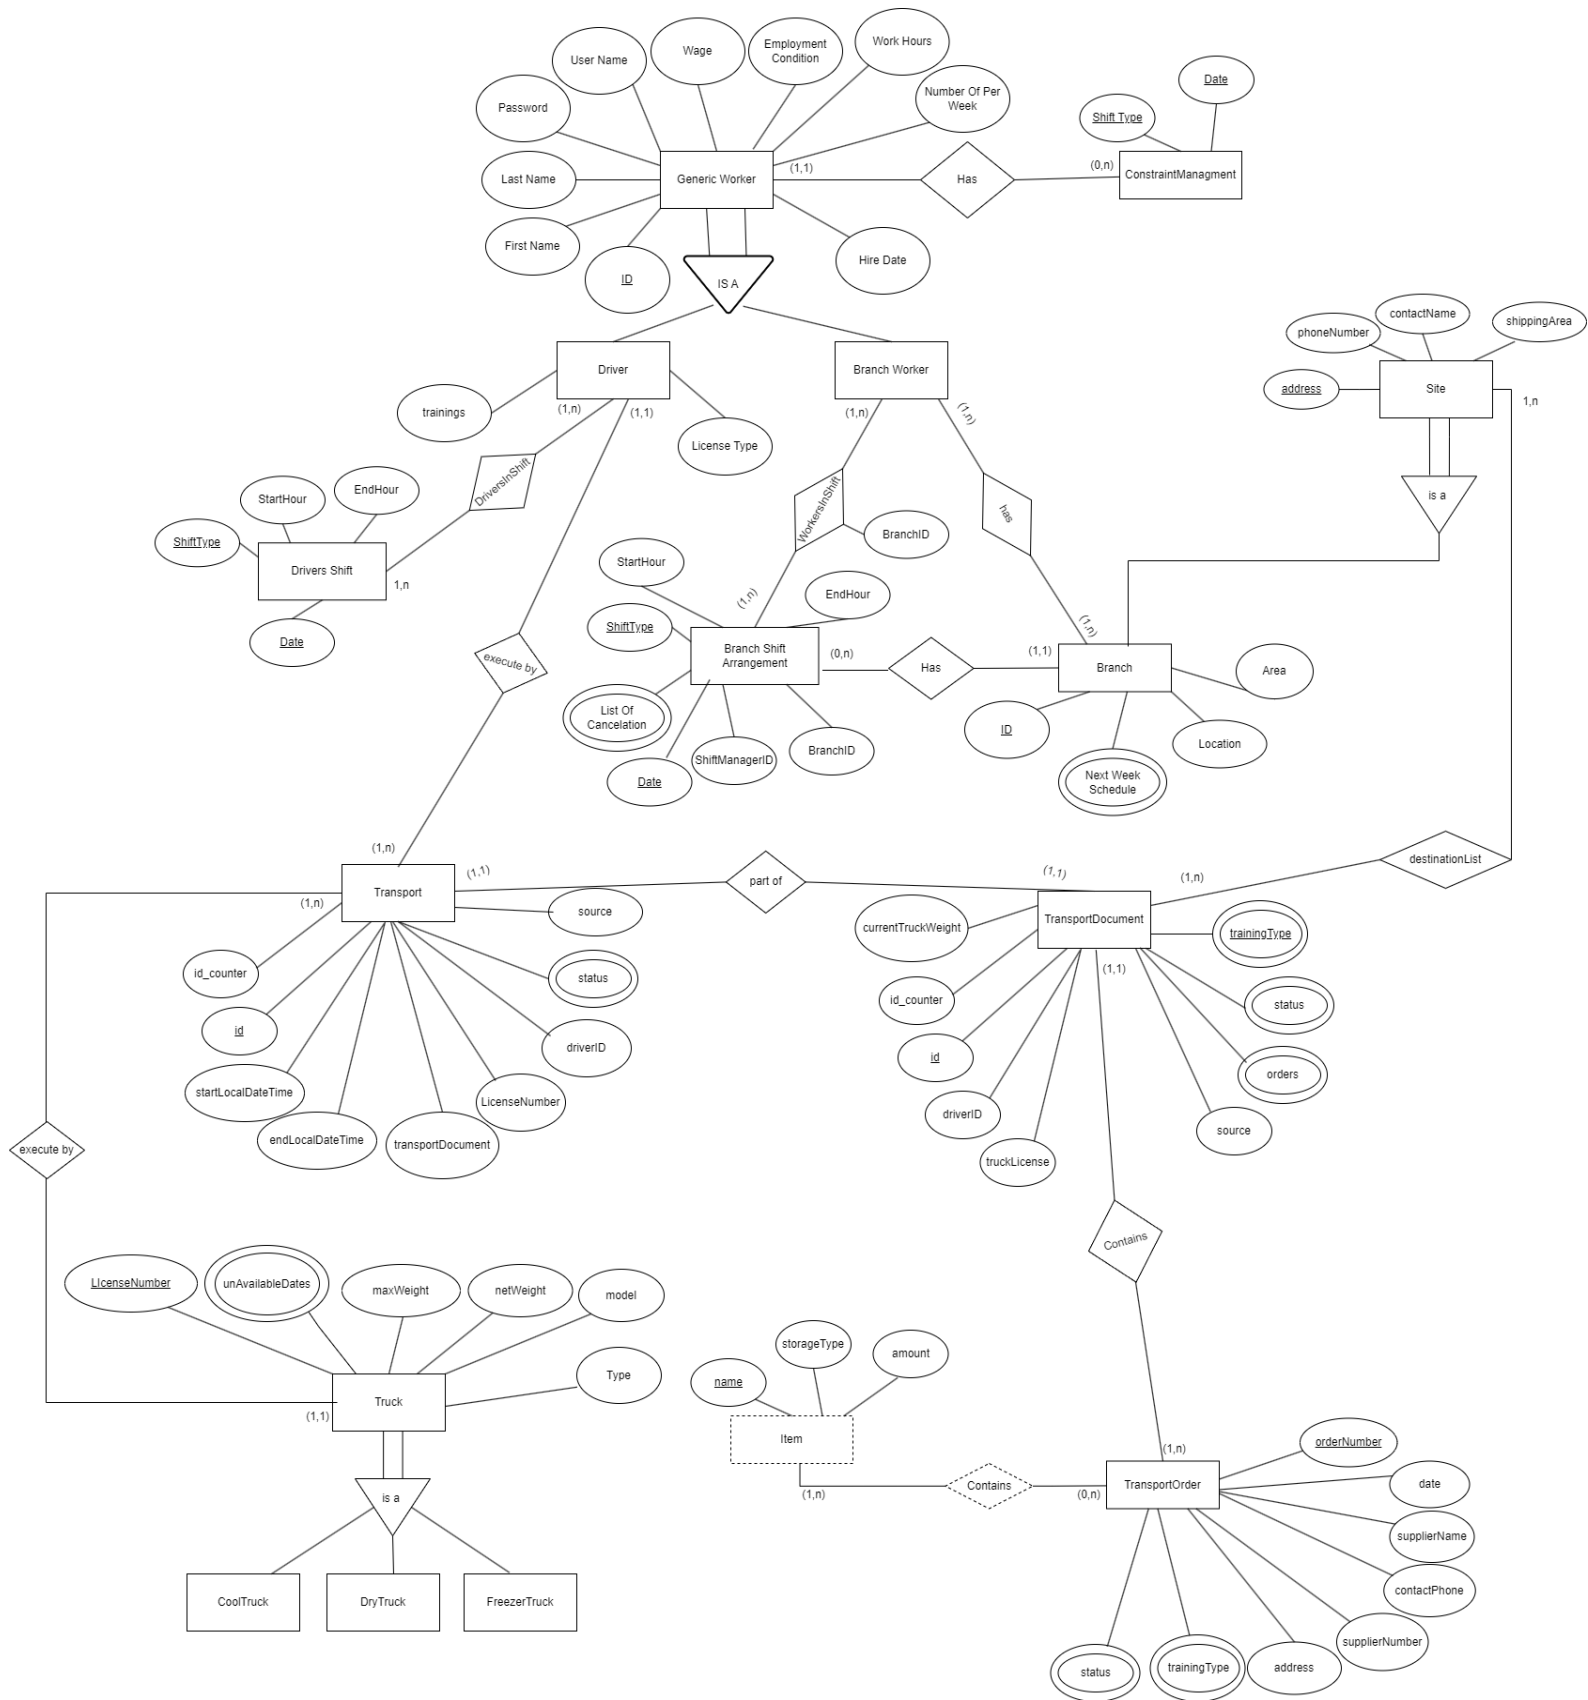 User Name
Wage
Employment
Condition
Work Hours
Number Of Per
Week
Password
Last Name
First Name
ID
Hire Date
Generic Worker
(1,1)
Has
(0,n)
ConstraintManagment
Shift Type
Date
IS A
Driver
Branch Worker
trainings
(1,n)
(1,1)
License Type
(1,n)
(1,n)
phoneNumber
contactName
shippingArea
address
Site
1,n
is a
DriversInShift
StartHour
EndHour
ShiftType
Drivers Shift
1,n
Date
WorkersInShift
BranchID
has
StartHour
ShiftType
(1,n)
EndHour
(1,n)
Branch Shift
Arrangement
(0,n)
Has
(1,1)
Branch
Area
List Of
Cancelation
Date
ShiftManagerID
BranchID
ID
Next Week
Schedule
Location
execute by
(1,n)
Transport
(1,1)
part of
(1,1)
TransportDocument
(1,n)
destinationList
(1,n)
source
status
driverID
LicenseNumber
transportDocument
endLocalDateTime
startLocalDateTime
id
id_counter
currentTruckWeight
id_counter
id
driverID
truckLicense
(1,1)
trainingType
status
orders
source
execute by
Contains
LIcenseNumber
unAvailableDates
maxWeight
netWeight
model
Type
Truck
(1,1)
is a
CoolTruck
DryTruck
FreezerTruck
name
storageType
amount
Item
(1,n)
Contains
(0,n)
(1,n)
TransportOrder
orderNumber
date
supplierName
contactPhone
supplierNumber
address
trainingType
status